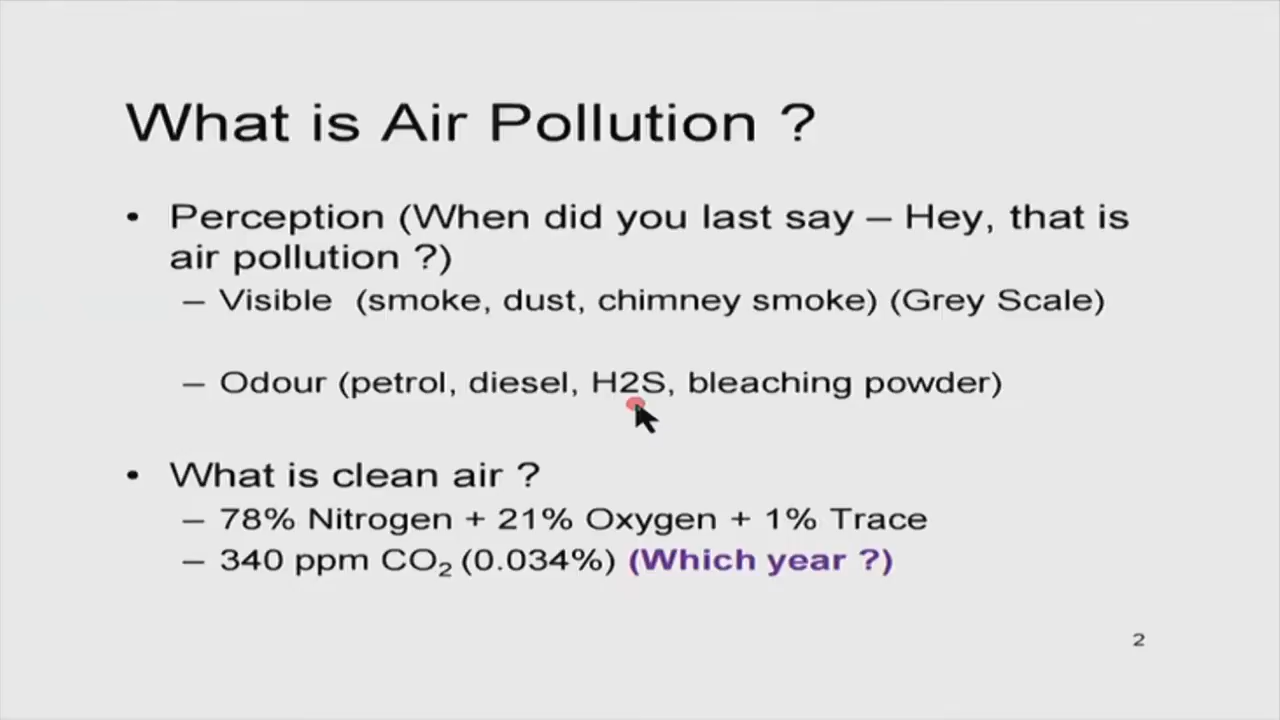 What is Air Pollution ?
• Perception (When did you last say – Hey, that is
air pollution ?)
– Visible (smoke, dust, chimney smoke) (Grey Scale)
– Odour (petrol, diesel, H2S, bleaching powder)
• What is clean air ?
– 78% Nitrogen + 21% Oxygen + 1% Trace
– 340 ppm CO₂ (0.034%) (Which year ?)
2